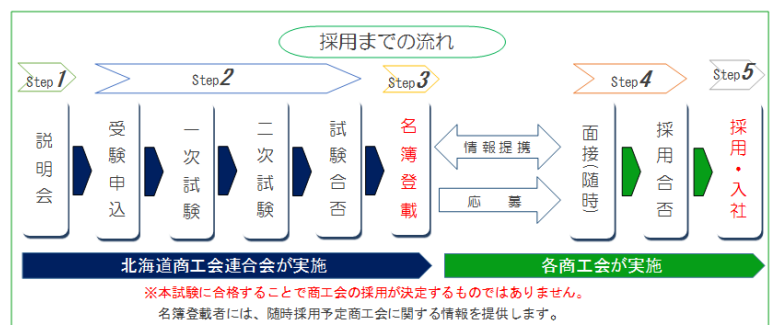 採用までの流れ
Step1
Step2
Step3
Step4
Step5
説明会
受験申込
一次試験
二次試験
試験合否
名簿登載
情報提携
応　募
面接(随時)
採用合否
採用・入社
北海道商工会連合会が実施
各商工会が実施
※本試験に合格することで商工会の採用が決定するものではありません。
名簿登載者には、随時採用予定商工会に関する情報を提供します。